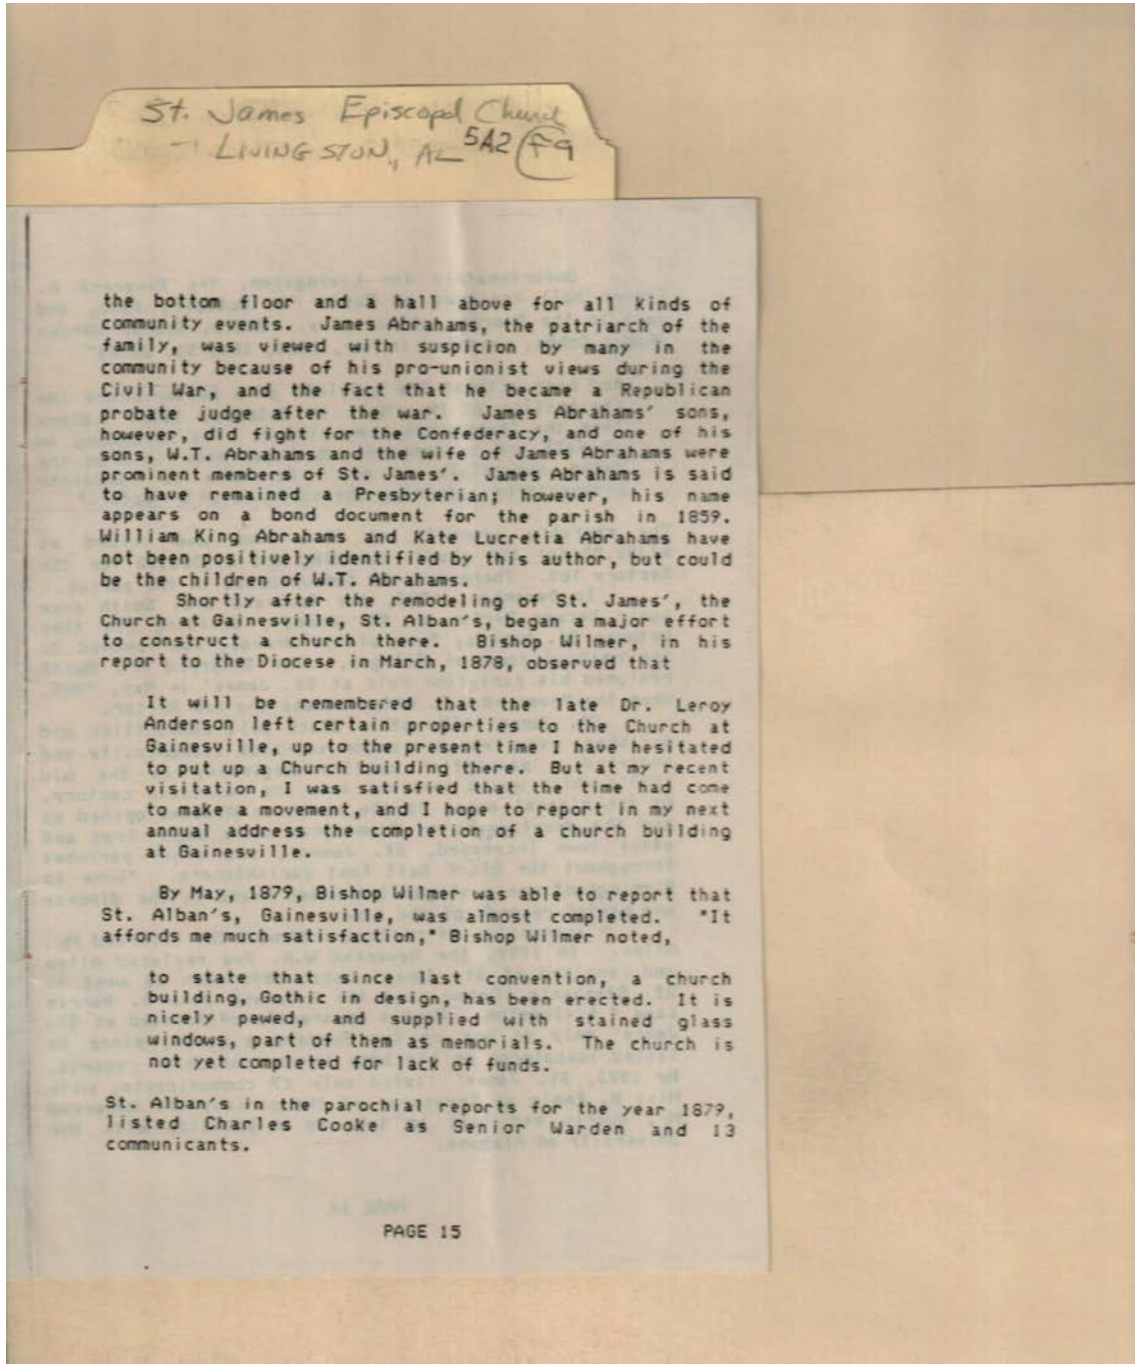 St. James Episcopal Church
- LIVINGSTON, AL 5A2 F9
the bottom floor and a hall above for all kinds of
community events. James Abrahams, the patriarch of the
family, was viewed with suspicion by many in the
community because of his pro-unionist views during the
Civil War, and the fact that he became a Republican
probate judge after the war. James Abrahams' sons,
however, did fight for the Confederacy, and one of his
sons, W.T. Abrahams and the wife of James Abrahams were
prominent members of St. James'. James Abrahams is said
to have remained a Presbyterian; however, his name
appears on a bond document for the parish in 1859.
William King Abrahams and Kate Lucretia Abrahams have
not been positively identified by this author, but could
be the children of W.T. Abrahams.
Shortly after the remodeling of St. James', the
Church at Gainesville, St. Alban's, began a major effort
to construct a church there. Bishop Wilmer, in his
report to the Diocese in March, 1878, observed that
It will be remembered that the late Dr. Leroy
Anderson left certain properties to the Church at
Gainesville, up to the present time I have hesitated
to put up a Church building there. But at my recent
visitation, I was satisfied that the time had come
to make a movement, and I hope to report in my next
annual address the completion of a church building
at Gainesville.
By May, 1879, Bishop Wilmer was able to report that
St. Alban's, Gainesville, was almost completed. "It
affords me much satisfaction," Bishop Wilmer noted,
to state that since last convention, a church
building, Gothic in design, has been erected. It is
nicely pewed, and supplied with stained glass
windows, part of them as memorials. The church is
not yet completed for lack of funds.
St. Alban's in the parochial reports for the year 1879,
listed Charles Cooke as Senior Warden and 13
communicants.
PAGE 15